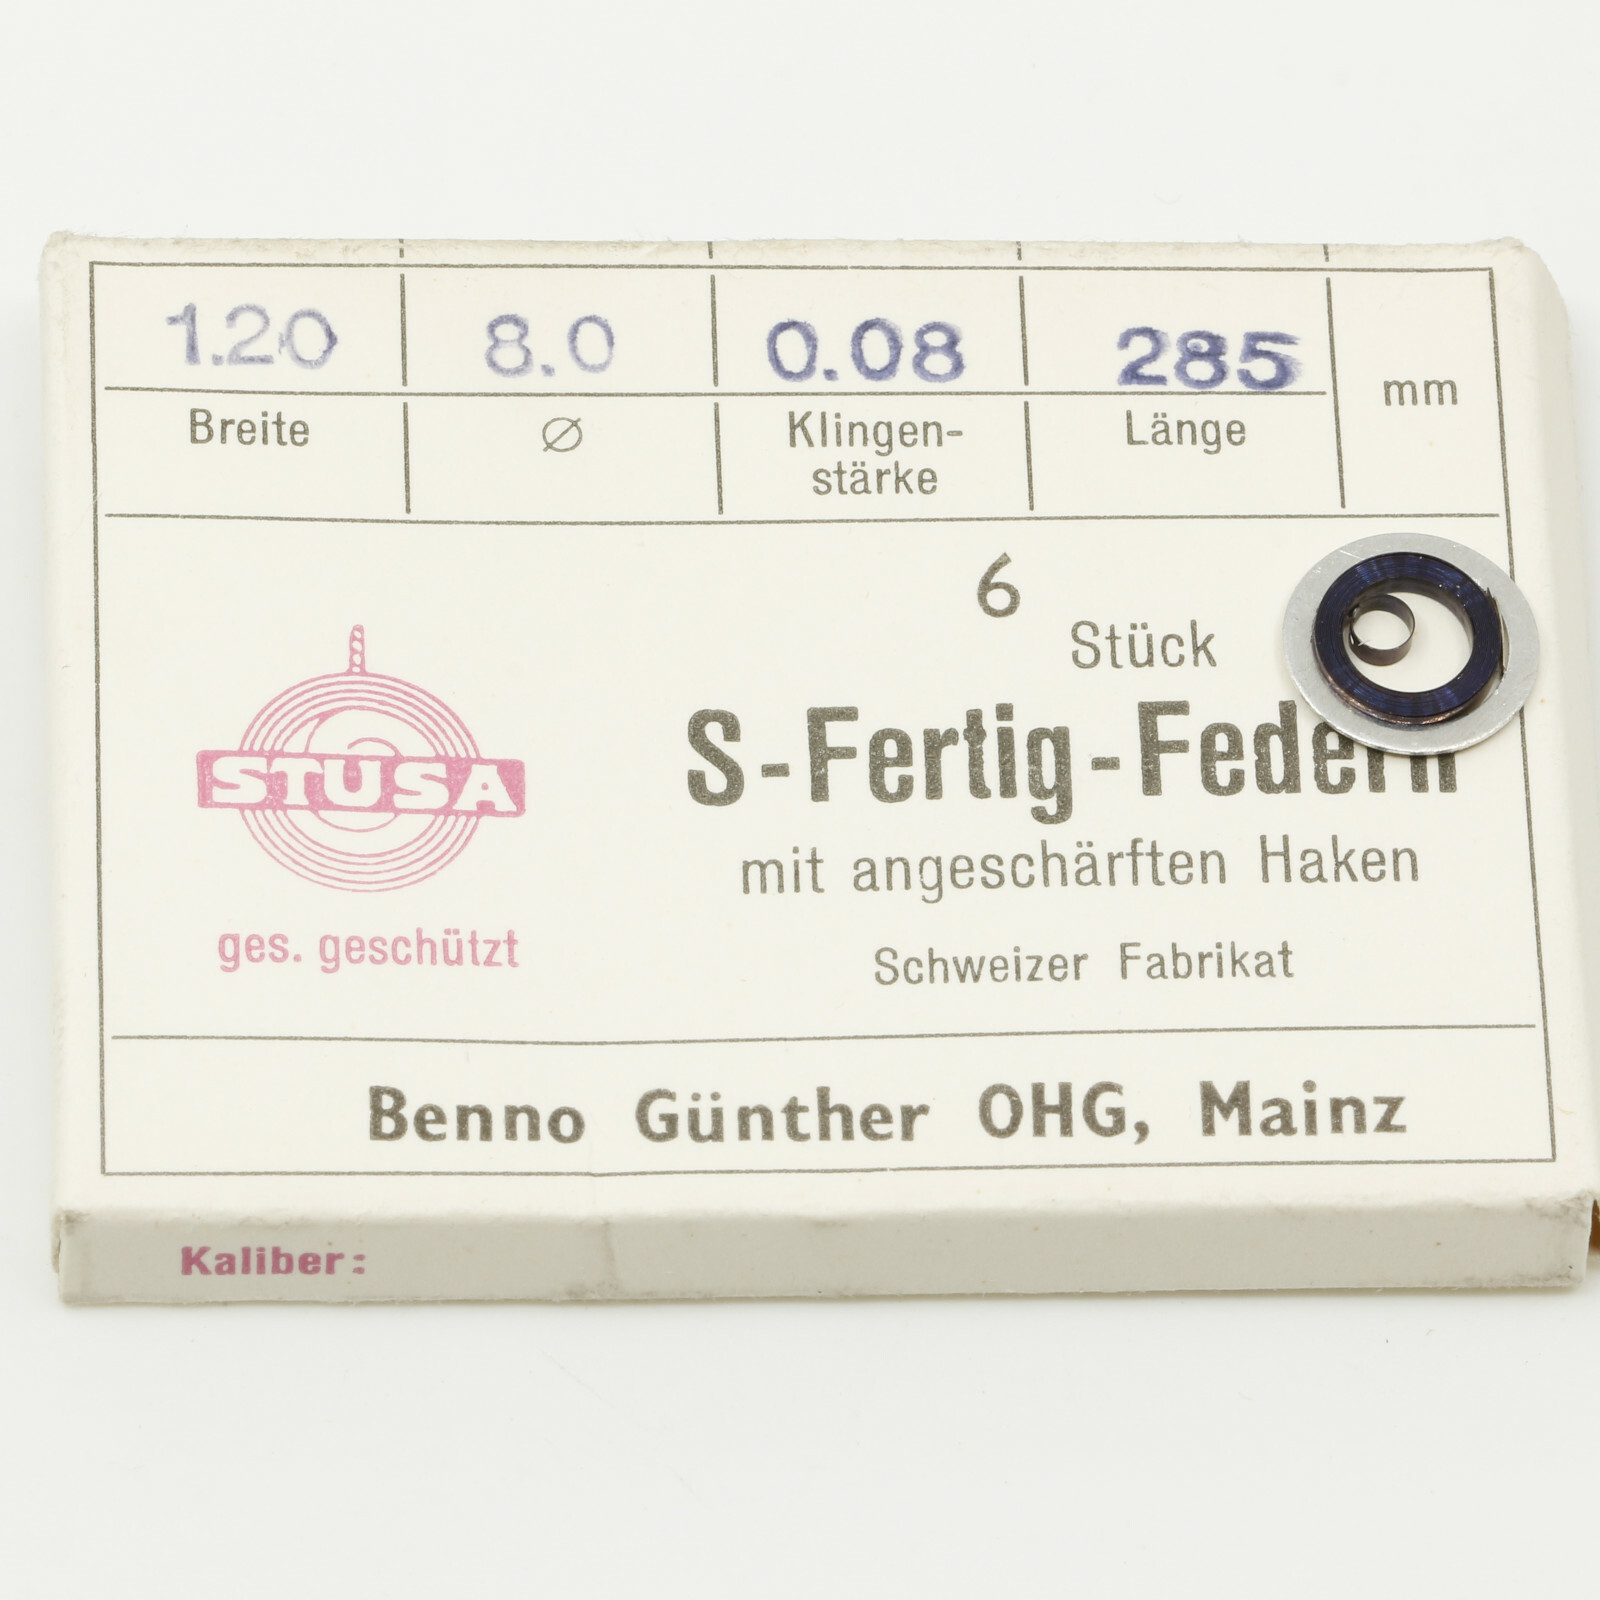 1.20 8.0 0.08 285
mm
Breite Ø Klingen- Länge
stärke
6
Stück
S-Fertig-Federn
mit angeschärften Haken
Schweizer Fabrikat
STUSA
ges. geschützt
Benno Günther OHG, Mainz
Kaliber: